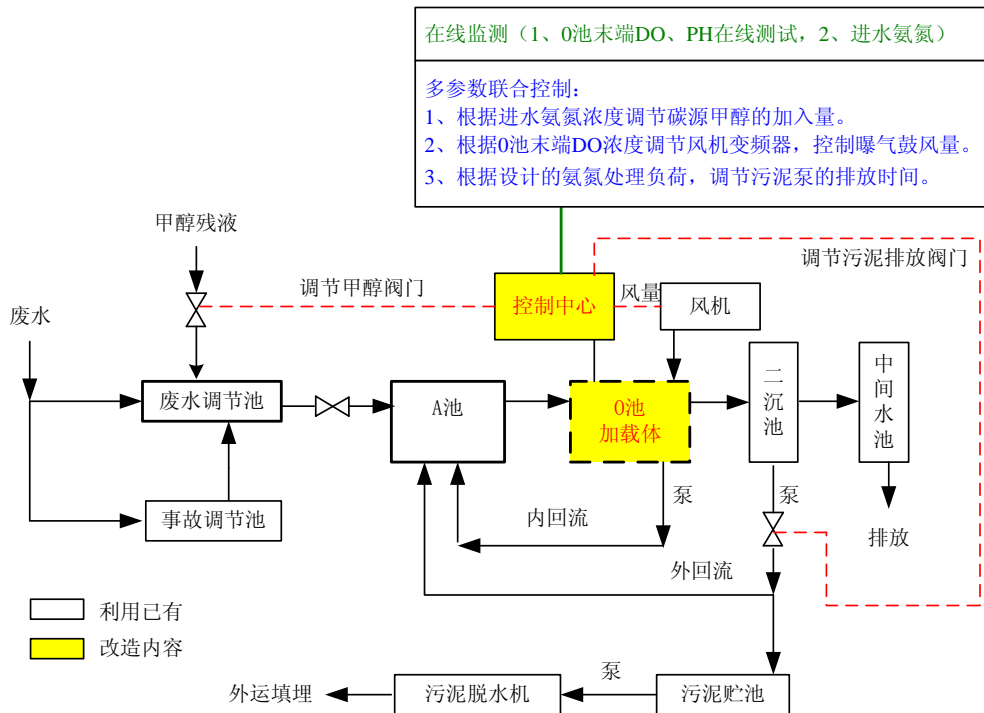 在线监测（1、0池末端DO、PH在线测试，2、进水氨氮）
多参数联合控制：
1、根据进水氨氮浓度调节碳源甲醇的加入量。
2、根据0池末端DO浓度调节风机变频器，控制曝气鼓风量。
3、根据设计的氨氮处理负荷，调节污泥泵的排放时间。
甲醇残液
调节甲醇阀门
控制中心
风量
风机
调节污泥排放阀门
废水
废水调节池
A池
0池
加载体
二沉池
中间水池
事故调节池
内回流
泵
泵
排放
外回流
利用已有
改造内容
外运填埋
污泥脱水机
泵
污泥贮池